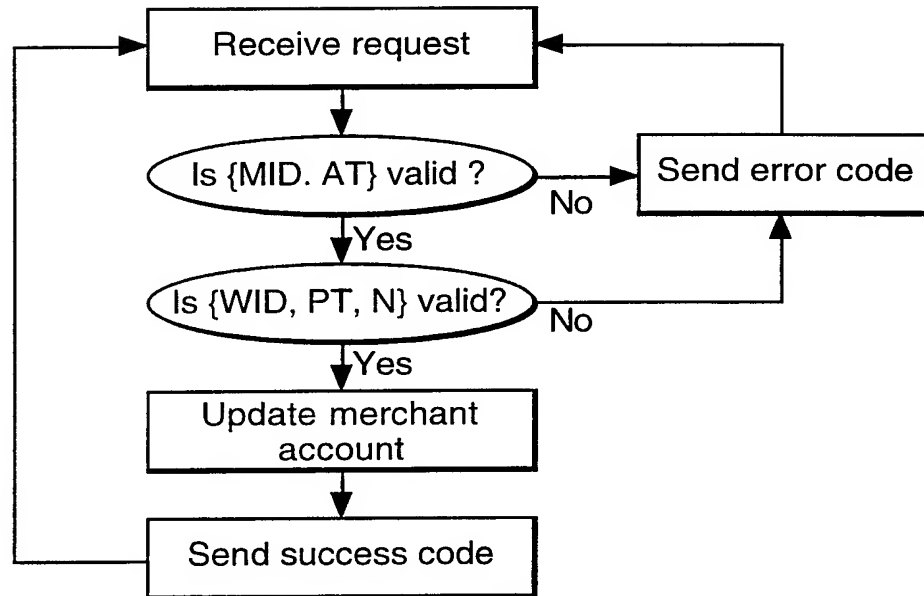 Receive request
Is {MID. AT} valid ?
No
Send error code
Yes
Is {WID, PT, N} valid?
No
Yes
Update merchant
account
Send success code